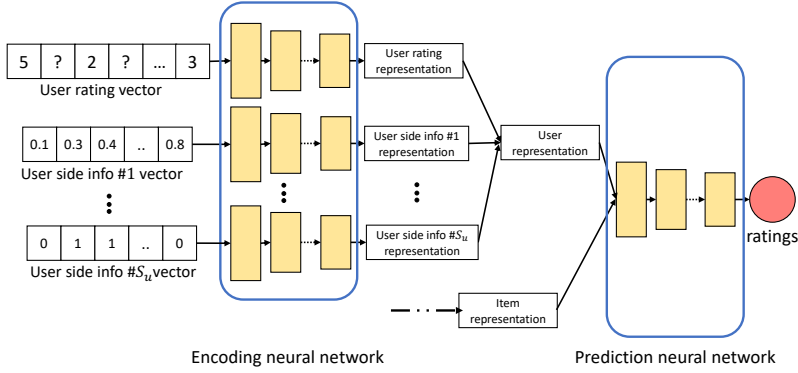 5 ? 2 ? ... 3
User rating vector
User rating
representation
0.1 0.3 0.4 .. 0.8
User side info #1 vector
User side info #1
representation
User
representation
0 1 1 .. 0
User side info #Sᵤ vector
User side info #Sᵤ
representation
Item
representation
ratings
Encoding neural network
Prediction neural network